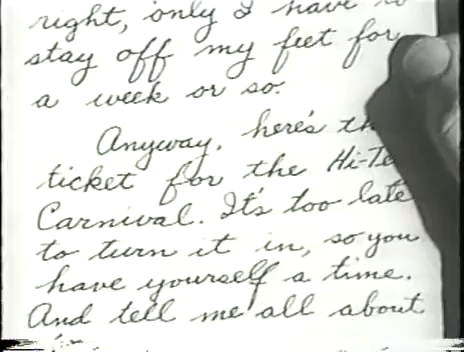 right, only I have
stay off my feet for
a week or so.
Anyway, here's
ticket for the
Carnival. It's too late
to turn it in, so you
have yourself a time.
And tell me all about